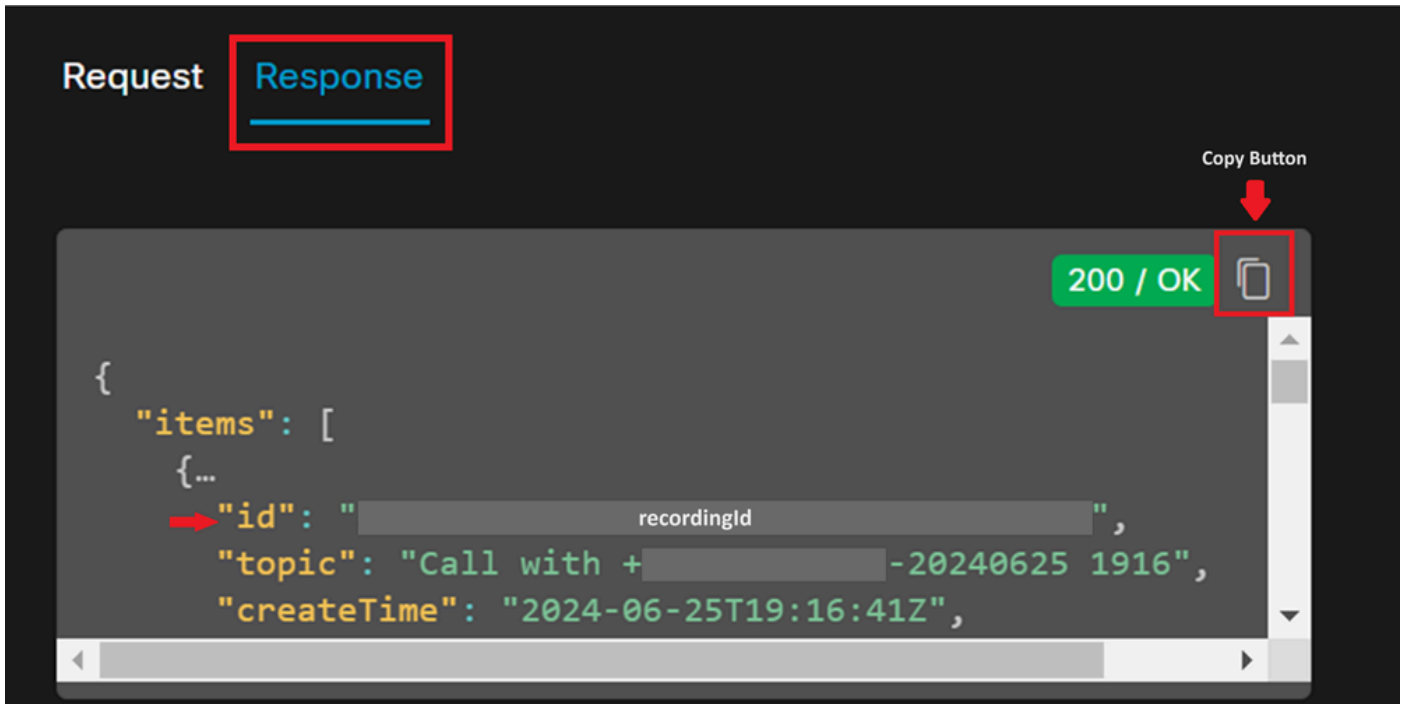 Request Response
Copy Button
200 / OK
{
"items": [
{…
"id": "recordingId",
"topic": "Call with + -20240625 1916",
"createTime": "2024-06-25T19:16:41Z",